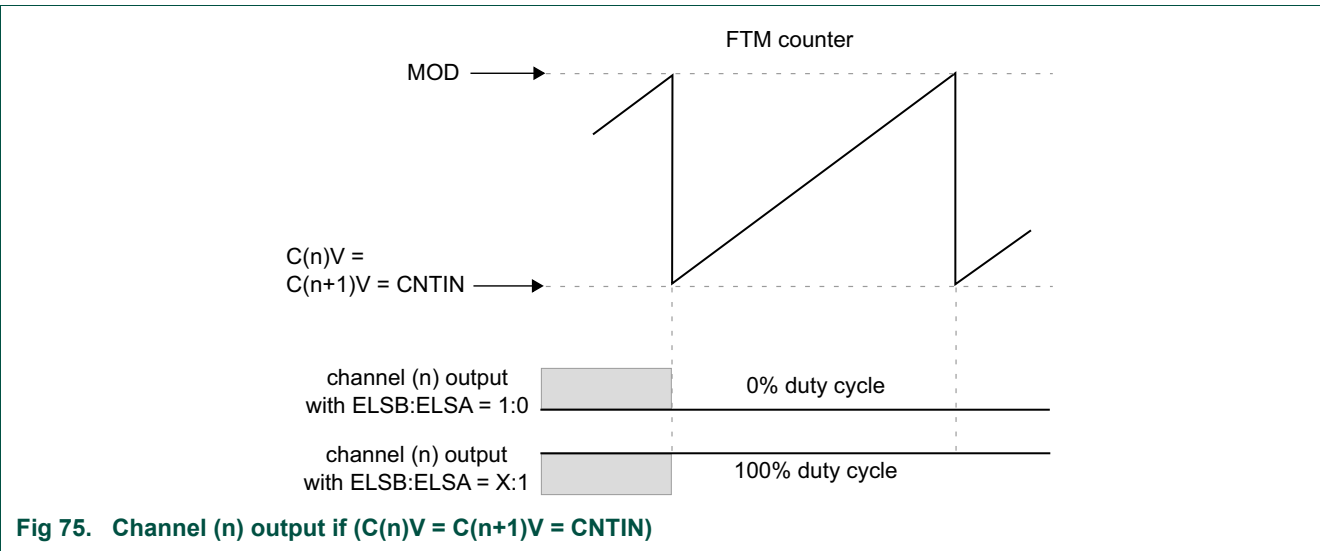 FTM counter
MOD
C(n)V =
C(n+1)V = CNTIN
channel (n) output
with ELSB:ELSA = 1:0
0% duty cycle
channel (n) output
with ELSB:ELSA = X:1
100% duty cycle
Fig 75. Channel (n) output if (C(n)V = C(n+1)V = CNTIN)